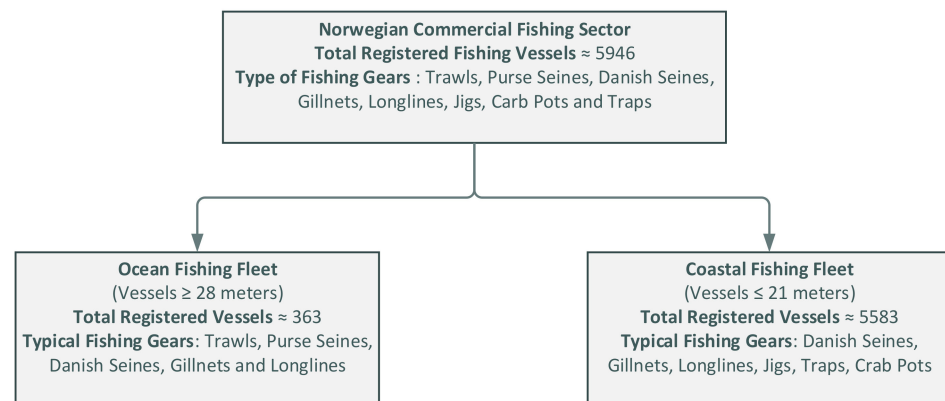 Norwegian Commercial Fishing Sector
Total Registered Fishing Vessels ≈ 5946
Type of Fishing Gears : Trawls, Purse Seines, Danish Seines,
Gillnets, Longlines, Jigs, Carb Pots and Traps
Ocean Fishing Fleet
(Vessels ≥ 28 meters)
Total Registered Vessels ≈ 363
Typical Fishing Gears: Trawls, Purse Seines,
Danish Seines, Gillnets and Longlines
Coastal Fishing Fleet
(Vessels ≤ 21 meters)
Total Registered Vessels ≈ 5583
Typical Fishing Gears: Danish Seines,
Gillnets, Longlines, Jigs, Traps, Crab Pots